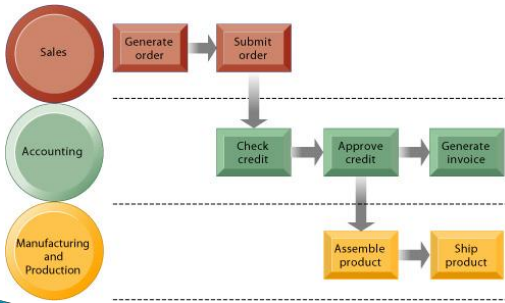 Sales
Generate
order
Submit
order
Accounting
Check
credit
Approve
credit
Generate
invoice
Manufacturing
and
Production
Assemble
product
Ship
product